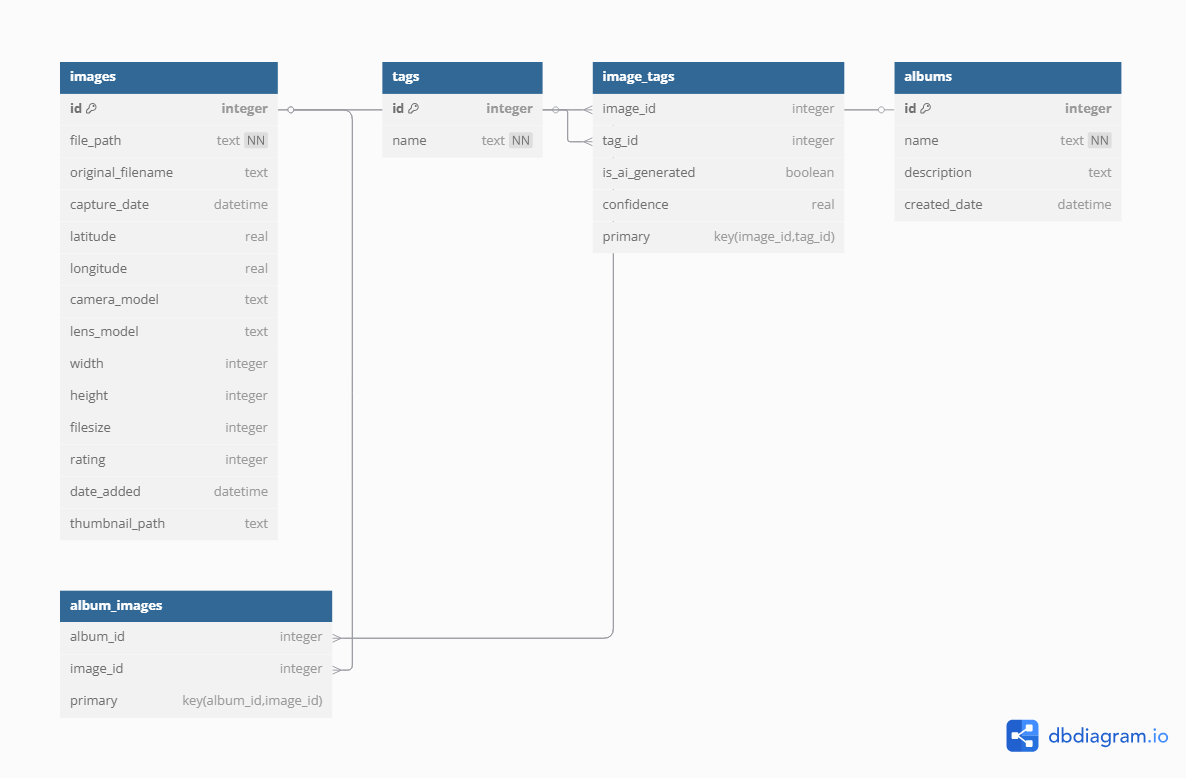 images
id integer
file_path text NN
original_filename text
capture_date datetime
latitude real
longitude real
camera_model text
lens_model text
width integer
height integer
filesize integer
rating integer
date_added datetime
thumbnail_path text
tags
id integer
name text NN
image_tags
image_id integer
tag_id integer
is_ai_generated boolean
confidence real
primary key(image_id,tag_id)
albums
id integer
name text NN
description text
created_date datetime
album_images
album_id integer
image_id integer
primary key(album_id,image_id)
dbdiagram.io